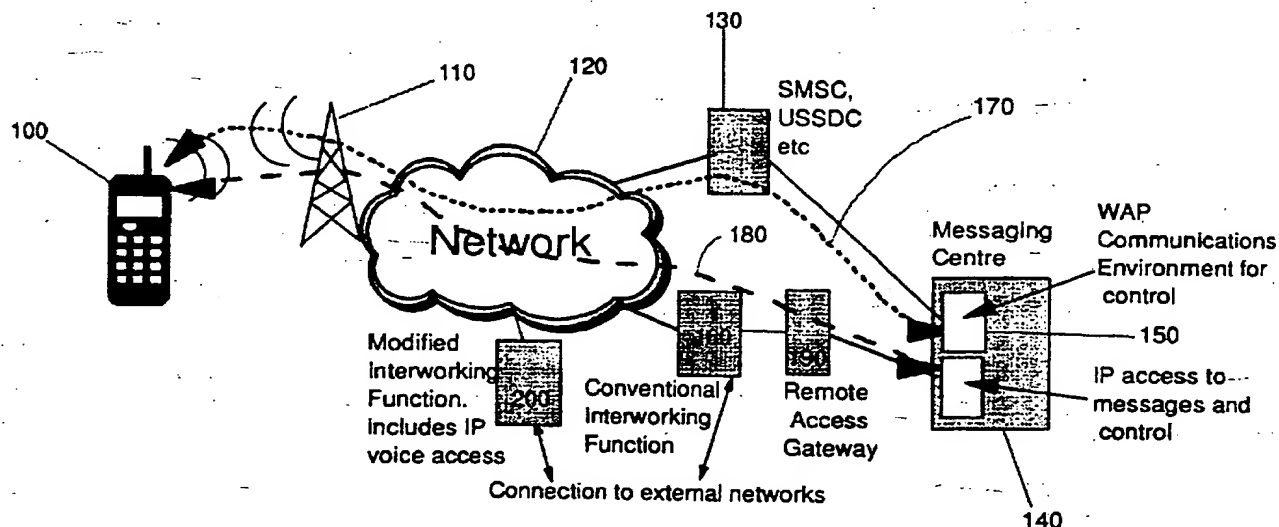 130
120
110
SMSC,
USSDC
etc
170
100
WAP
Communications
Environment for
control
Messaging
Centre
Network
180
150
Modified
Interworking
Function.
includes IP
voice access
200
Conventional
Interworking
Function
190
Remote
Access
Gateway
IP access to
messages and
control
Connection to external networks
140